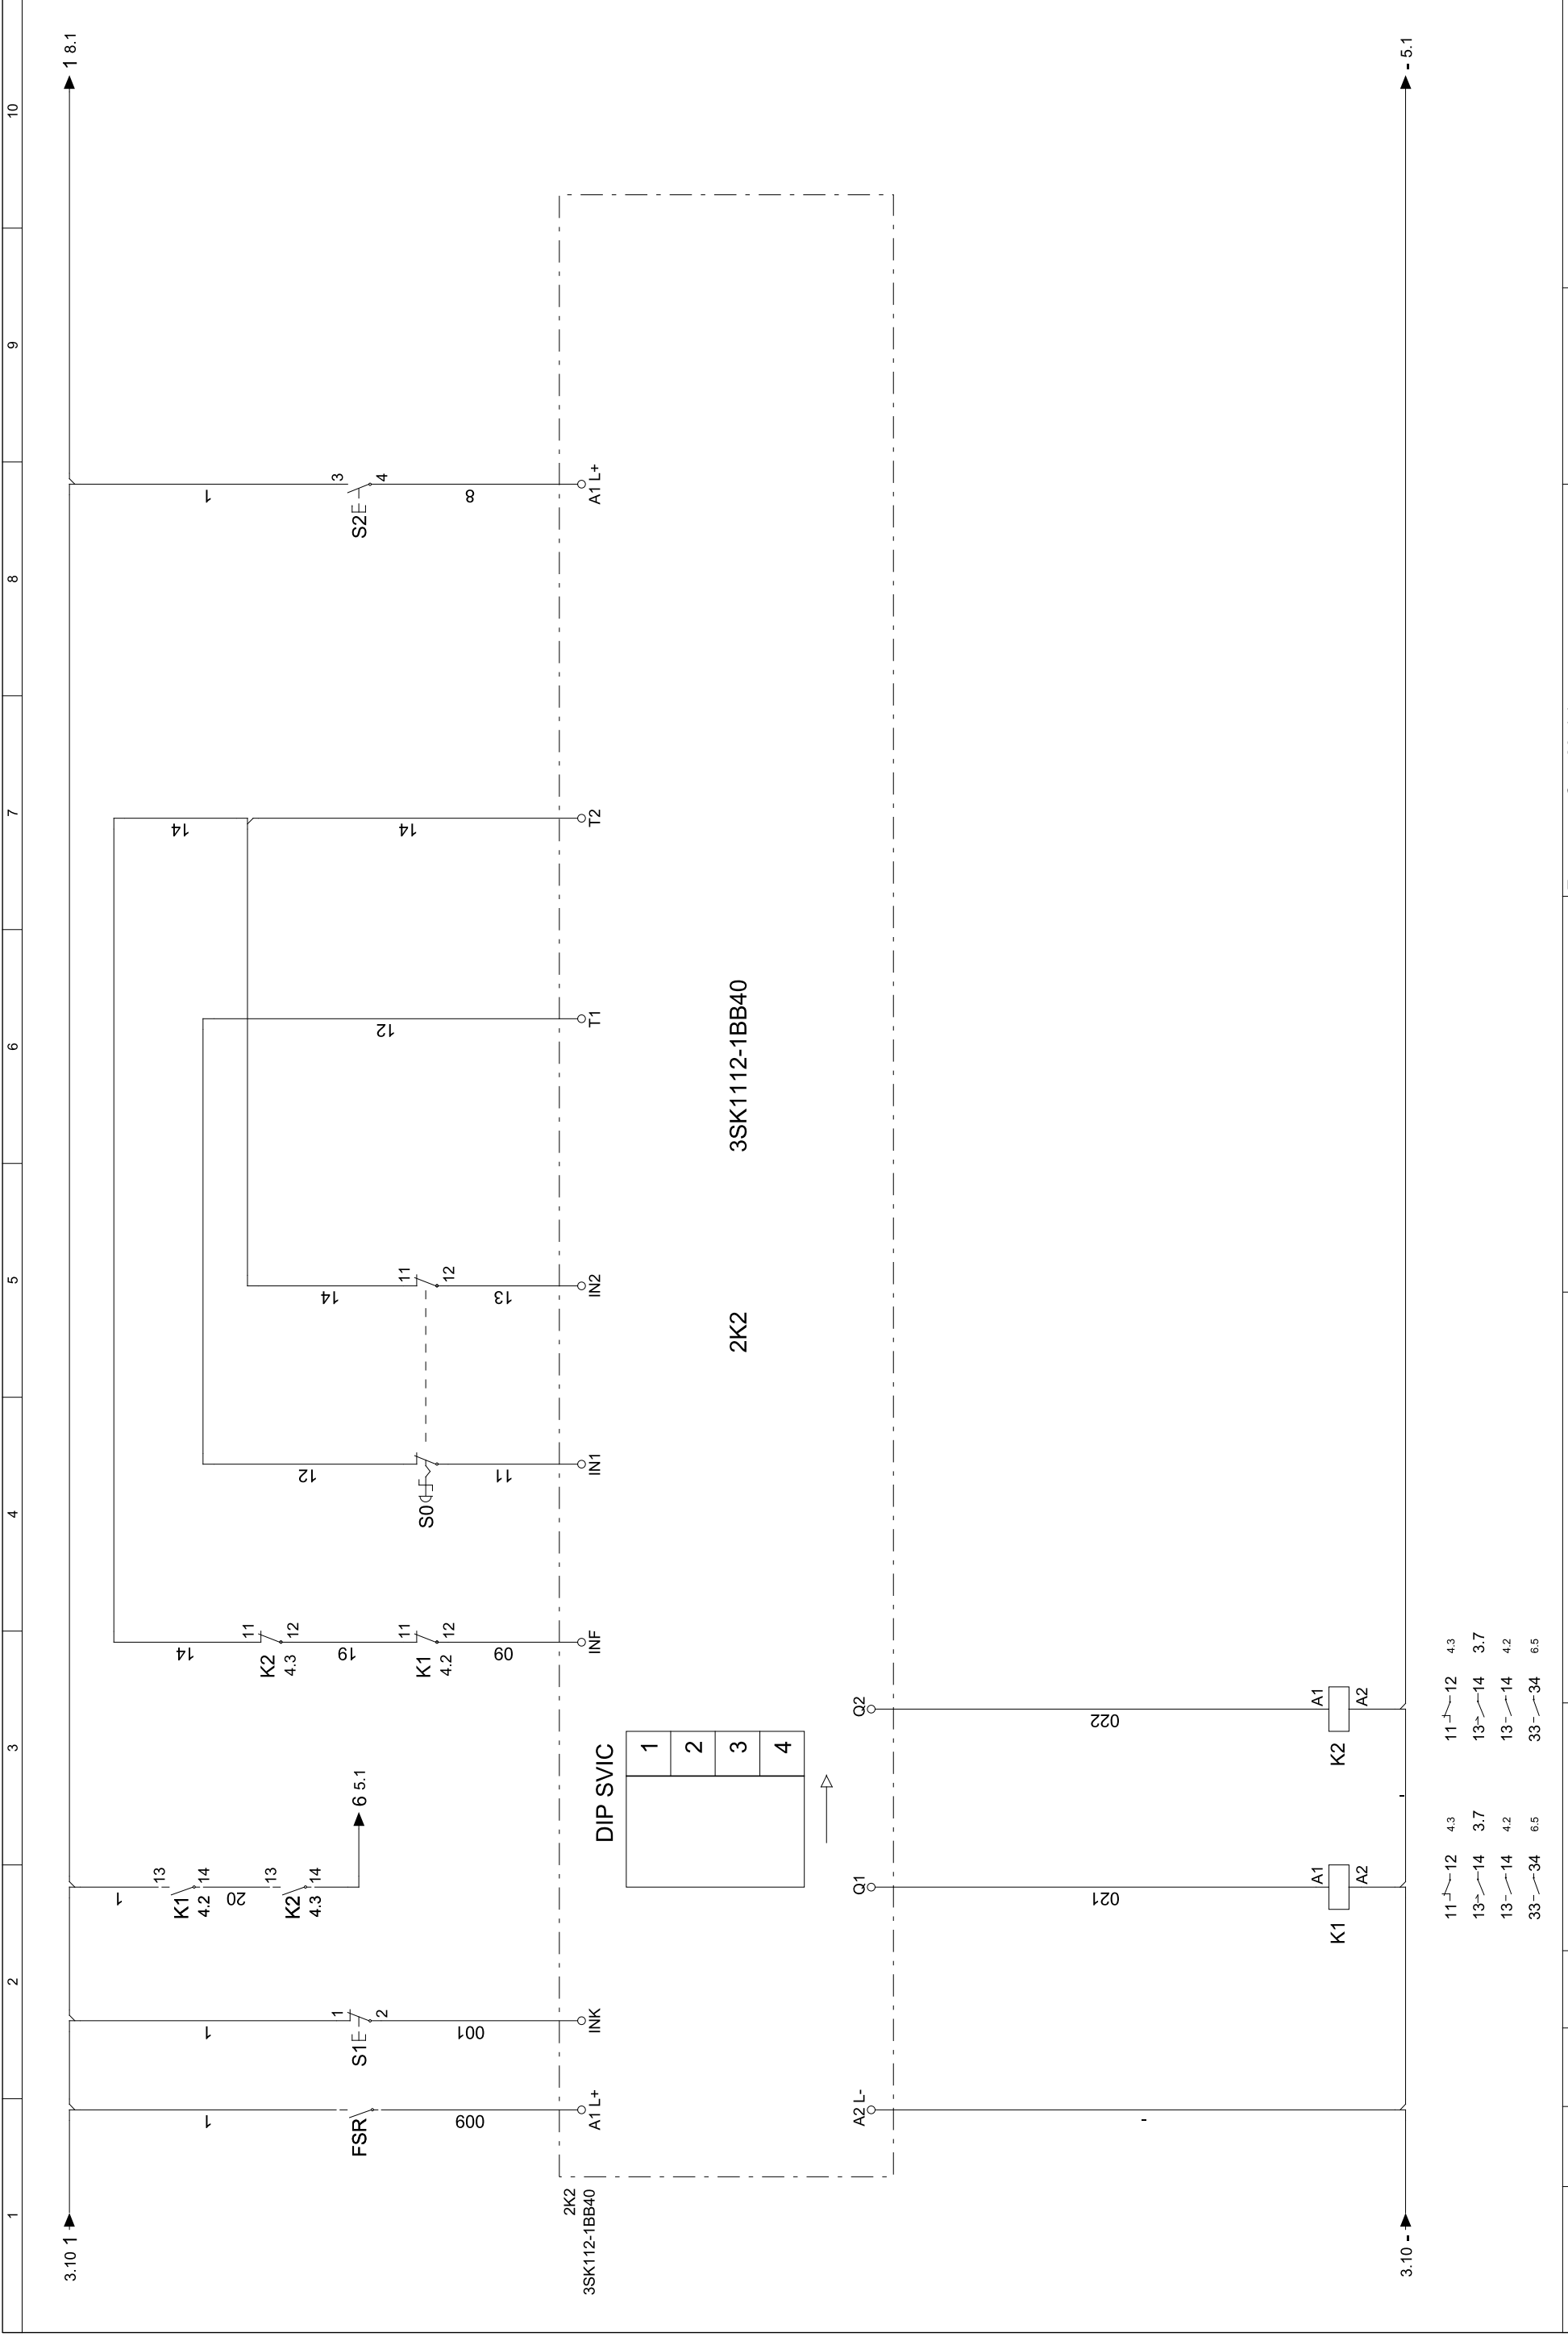 1 2 3 4 5 6 7 8 9 10
3.10 1
1 8.1
1
1
1
13
K1
4.2
14
20
13
K2
4.3
14
6 5.1
14
11
K2
4.3
12
19
11
K1
4.2
12
09
12
S0
11
14
11
12
13
12
14
14
1
3
S2
4
8
FSR
009
1
S1
2
001
2K2
3SK112-1BB40
A1 L+
INK
INF
IN1
IN2
T1
T2
A1 L+
DIP SVIC
1
2
3
4
2K2
3SK1112-1BB40
A2 L-
Q1
Q2
-
021
022
K1
A1
A2
K2
A1
A2
3.10 -
-
- 5.1
11 12 4.3
13 14 3.7
13 14 4.2
33 34 6.5
11 12 4.3
13 14 3.7
13 14 4.2
33 34 6.5